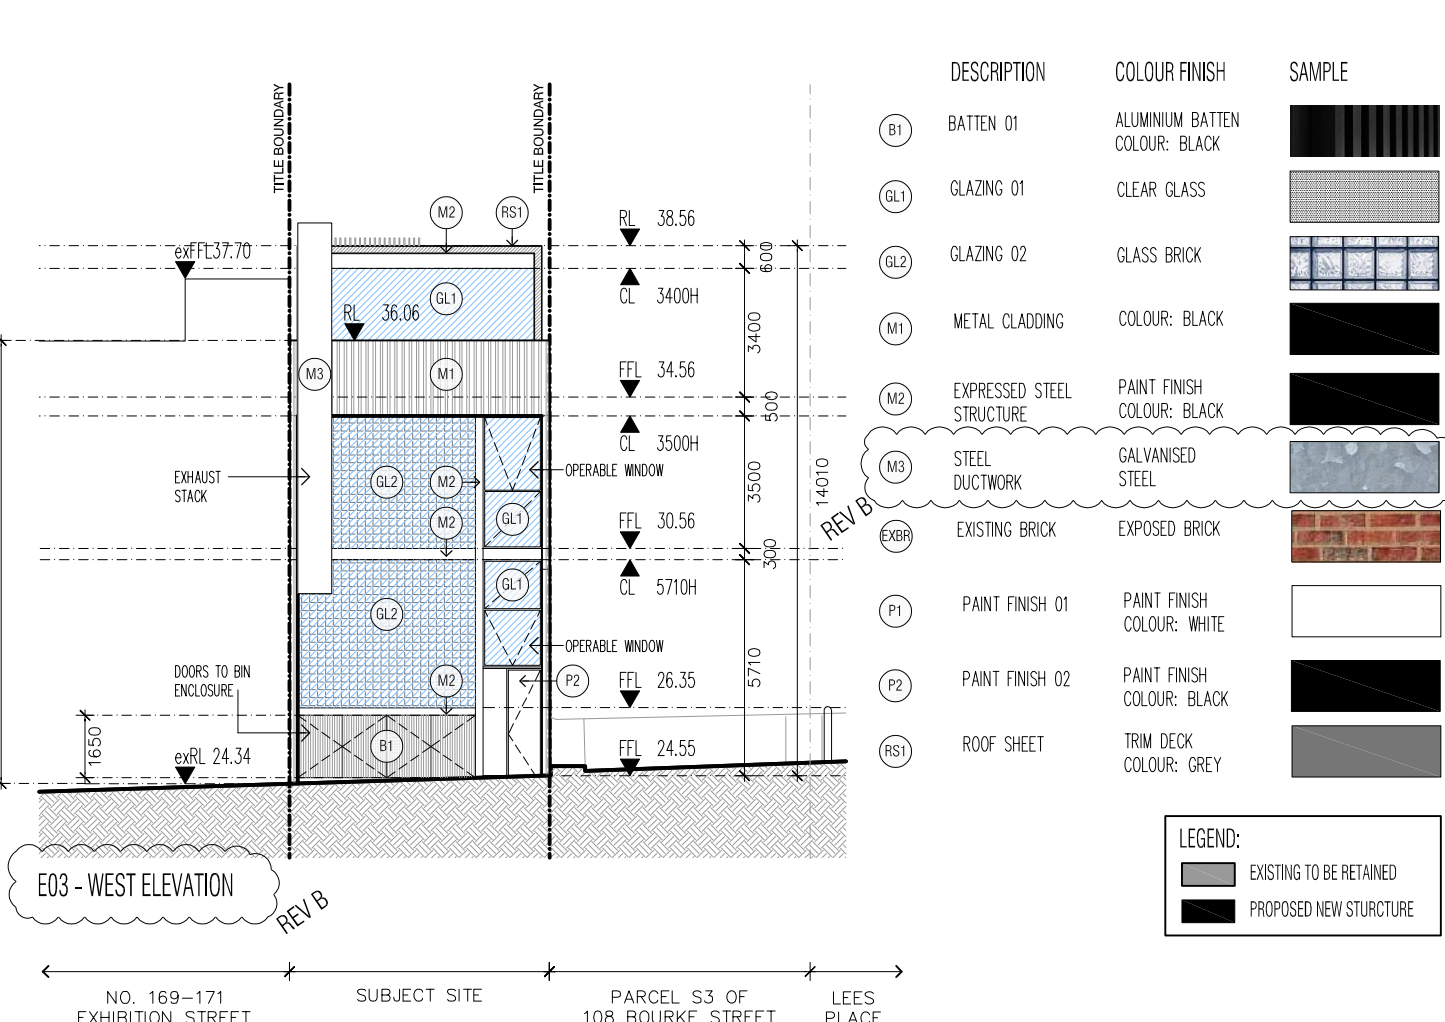 TITLE BOUNDARY
TITLE BOUNDARY
M2
RS1
exFFL37.70
RL 38.56
CL 3400H
600
GL1
RL 36.06
3400
M3
M1
FFL 34.56
500
CL 3500H
EXHAUST
STACK
GL2
M2
OPERABLE WINDOW
3500
14010
M2
GL1
FFL 30.56
300
CL 5710H
GL1
GL2
OPERABLE WINDOW
DOORS TO BIN
ENCLOSURE
M2
P2
FFL 26.35
5710
1650
B1
exRL 24.34
FFL 24.55
E03 - WEST ELEVATION
REV B
REV B
NO. 169-171
EXHIBITION STREET
SUBJECT SITE
PARCEL S3 OF
108 BOURKE STREET
LEES
PLACE
DESCRIPTION COLOUR FINISH SAMPLE
B1 BATTEN 01 ALUMINIUM BATTEN
COLOUR: BLACK
GL1 GLAZING 01 CLEAR GLASS
GL2 GLAZING 02 GLASS BRICK
M1 METAL CLADDING COLOUR: BLACK
M2 EXPRESSED STEEL PAINT FINISH
STRUCTURE COLOUR: BLACK
M3 STEEL GALVANISED
DUCTWORK STEEL
EXBR EXISTING BRICK EXPOSED BRICK
P1 PAINT FINISH 01 PAINT FINISH
COLOUR: WHITE
P2 PAINT FINISH 02 PAINT FINISH
COLOUR: BLACK
RS1 ROOF SHEET TRIM DECK
COLOUR: GREY
LEGEND:
EXISTING TO BE RETAINED
PROPOSED NEW STURCTURE